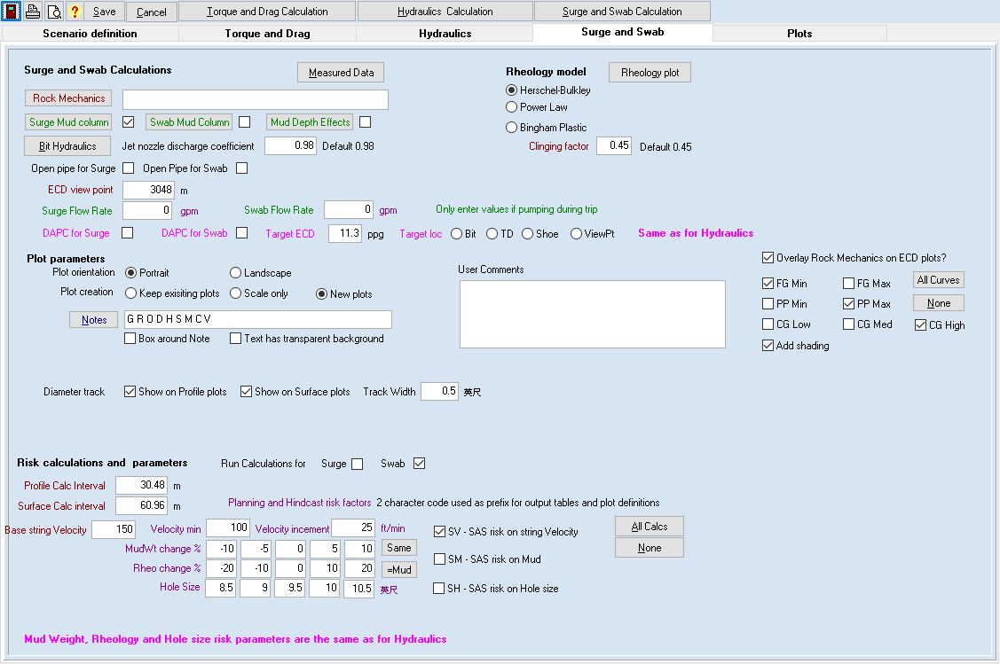 ? Save Cancel Torque and Drag Calculation Hydraulics Calculation Surge and Swab Calculation
Scenario definition Torque and Drag Hydraulics Surge and Swab Plots
Surge and Swab Calculations Measured Data Rheology model Rheology plot
Rock Mechanics Herschel-Bulkley
Power Law
Surge Mud column Swab Mud Column Mud Depth Effects Bingham Plastic
Bit Hydraulics Jet nozzle discharge coefficient 0.98 Default 0.98 Clinging factor 0.45 Default 0.45
Open pipe for Surge Open Pipe for Swab
ECD view point 3048 m
Surge Flow Rate 0 gpm Swab Flow Rate 0 gpm Only enter values if pumping during trip
DAPC for Surge DAPC for Swab Target ECD 11.3 ppg Target loc Bit TD Shoe ViewPt Same as for Hydraulics
Plot parameters Overlay Rock Mechanics on ECD plots?
Plot orientation Portrait Landscape User Comments
FG Min FG Max All Curves
Plot creation Keep exisiting plots Scale only New plots
PP Min PP Max None
Notes G R O D H S M C V
CG Low CG Med CG High
Box around Note Text has transparent background
Add shading
Diameter track Show on Profile plots Show on Surface plots Track Width 0.5 英尺
Risk calculations and parameters Run Calculations for Surge Swab
Profile Calc Interval 30.48 m
Surface Calc interval 60.96 m Planning and Hindcast risk factors 2 character code used as prefix for output tables and plot definitions
Base string Velocity 150 Velocity min 100 Velocity incement 25 ft/min SV - SAS risk on string Velocity All Calcs
MudWt change % -10 -5 0 5 10 Same None
Rheo change % -20 -10 0 10 20 =Mud SM - SAS risk on Mud
Hole Size 8.5 9 9.5 10 10.5 英尺 SH - SAS risk on Hole size
Mud Weight, Rheology and Hole size risk parameters are the same as for Hydraulics